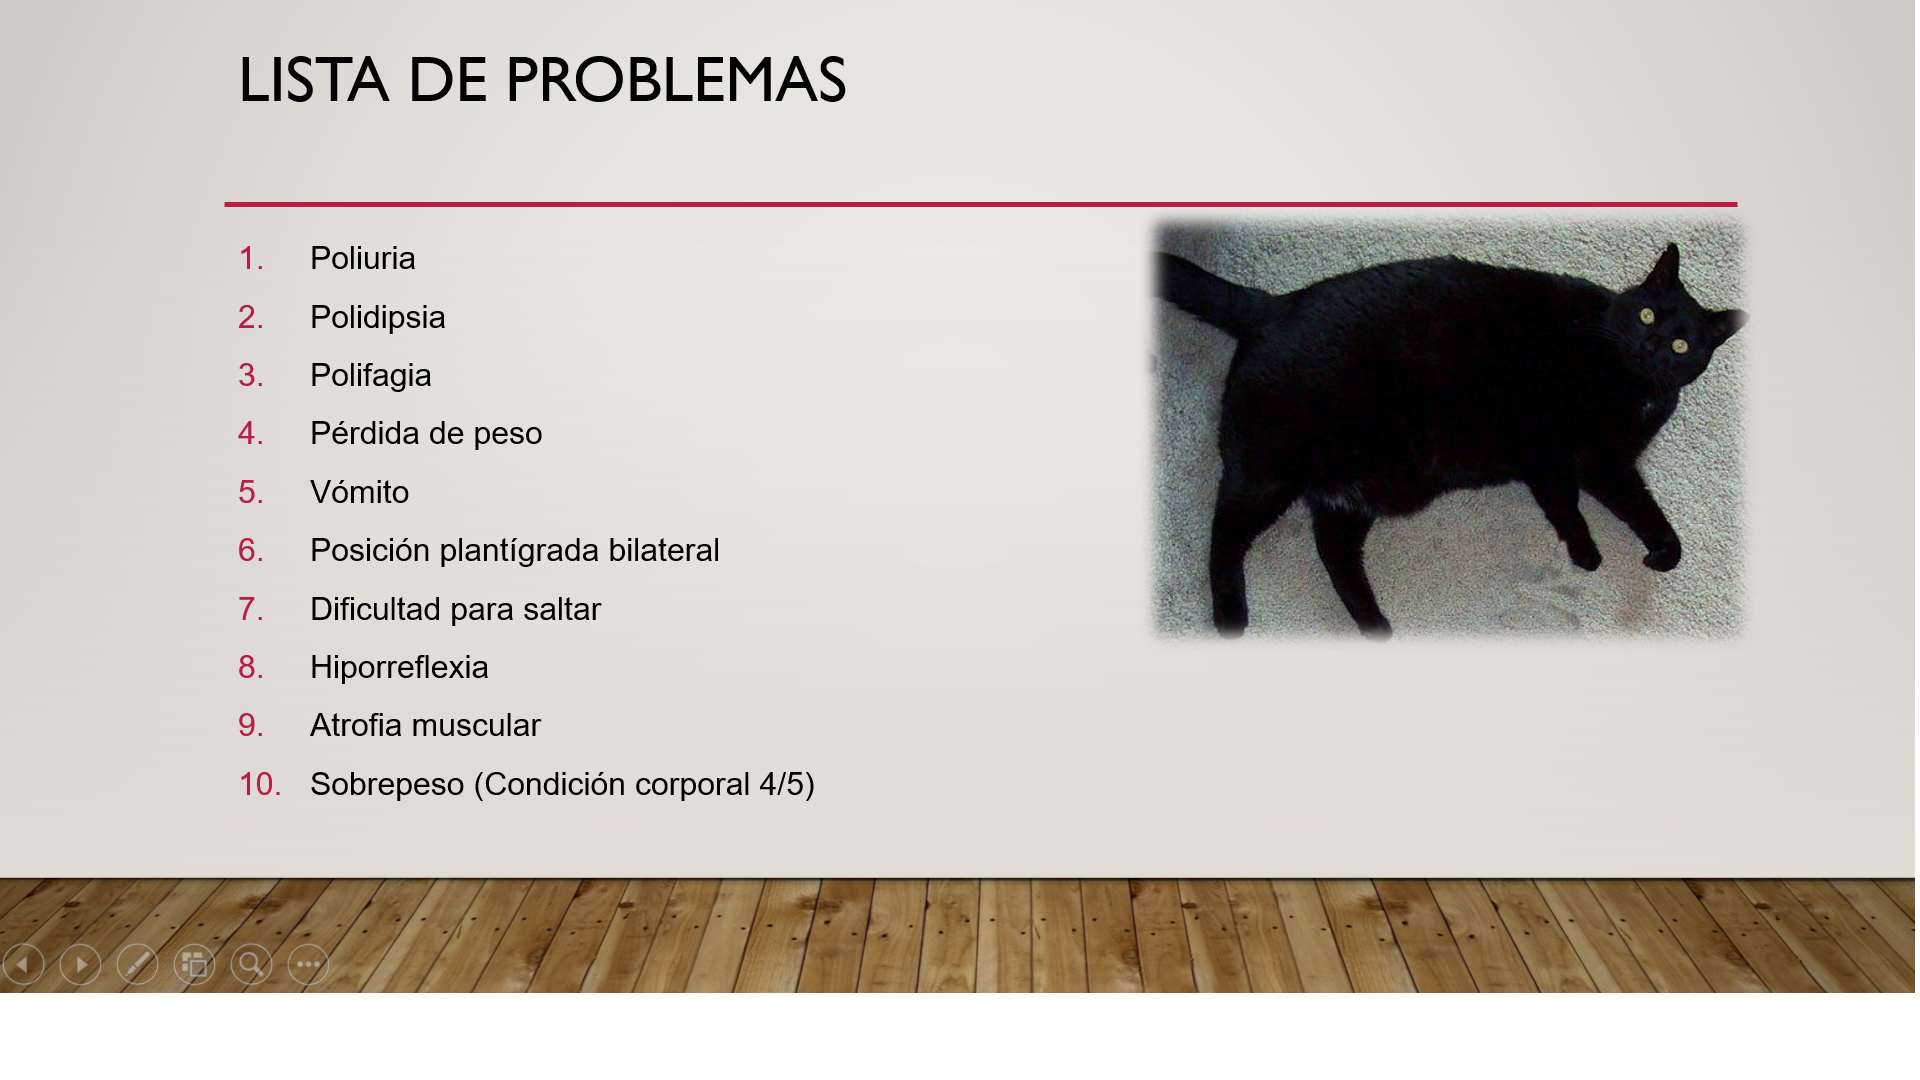 LISTA DE PROBLEMAS
1. Poliuria
2. Polidipsia
3. Polifagia
4. Pérdida de peso
5. Vómito
6. Posición plantígrada bilateral
7. Dificultad para saltar
8. Hiporreflexia
9. Atrofia muscular
10. Sobrepeso (Condición corporal 4/5)